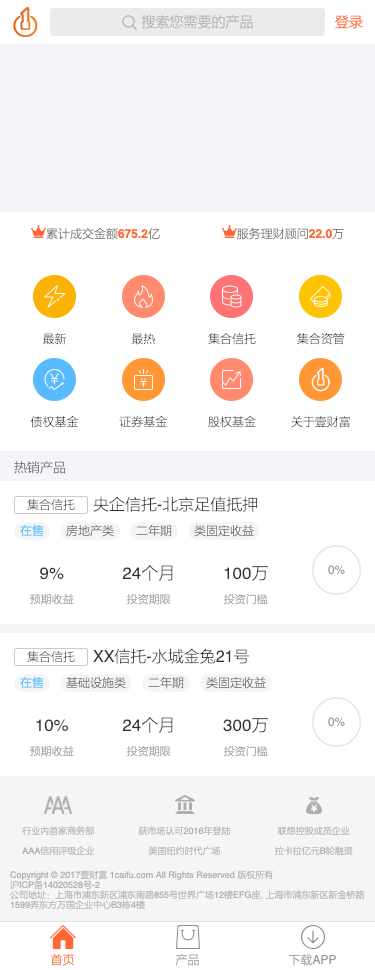 搜索您需要的产品 登录
累计成交金额675.2亿 服务理财顾问22.0万
最新 最热 集合信托 集合资管
债权基金 证券基金 股权基金 关于壹财富
热销产品
集合信托 央企信托-北京足值抵押
在售 房地产类 二年期 类固定收益
9% 24个月 100万 0%
预期收益 投资期限 投资门槛
集合信托 XX信托-水城金兔21号
在售 基础设施类 二年期 类固定收益
10% 24个月 300万 0%
预期收益 投资期限 投资门槛
行业内首家商务部 获市场认可2016年登陆 联想控股成员企业
AAA信用评级企业 美国纽约时代广场 拉卡拉亿元B轮融资
Copyright © 2017壹财富 1caifu.com All Rights Reserved 版权所有
沪ICP备14020528号-2
公司地址：上海市浦东新区浦东南路855号世界广场12楼EFG座, 上海市浦东新区新金桥路
1599弄东方万国企业中心B3栋4楼
首页 产品 下载APP